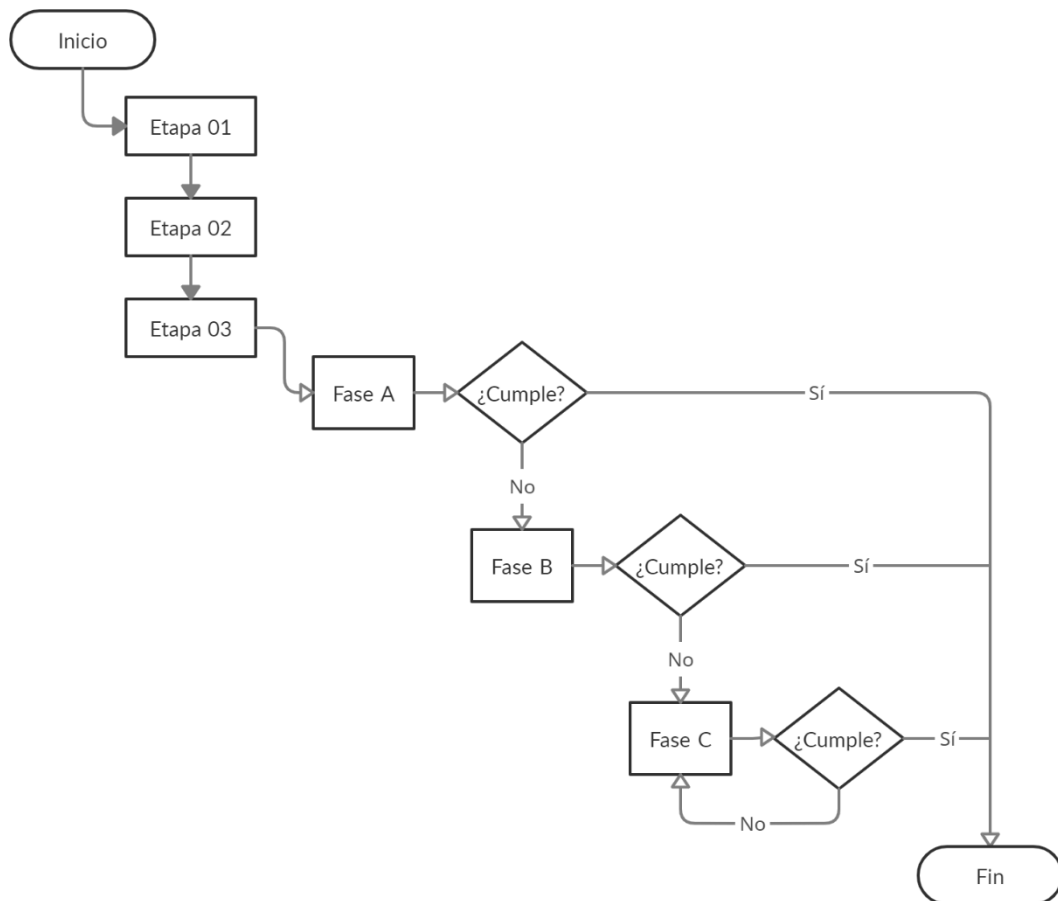 Inicio
Etapa 01
Etapa 02
Etapa 03
Fase A
¿Cumple?
Sí
No
Fase B
¿Cumple?
Sí
No
Fase C
¿Cumple?
Sí
No
Fin